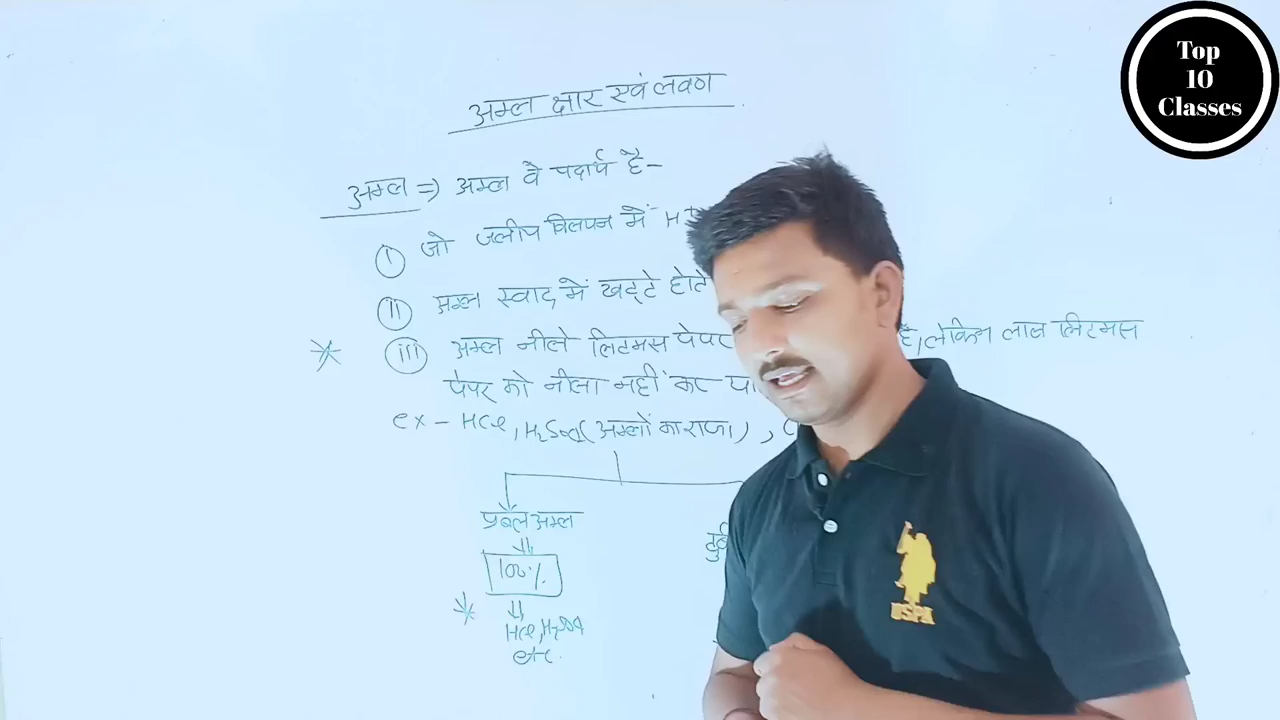 Top
10
Classes
अम्ल क्षार एवं लवण
अम्ल => अम्ल वे पदार्थ है-
(I) जो जलीय विलयन में H+
(II) अम्ल स्वाद में खट्टे होते
(III) अम्ल नीले लिटमस पेपर है, लेकिन लाल लिटमस
पेपर को नीला नहीं कर पा
ex - HCl, H2SO4 (अम्लों का राजा), C
प्रबल अम्ल
100%
HCl, H2SO4
etc.
USPA